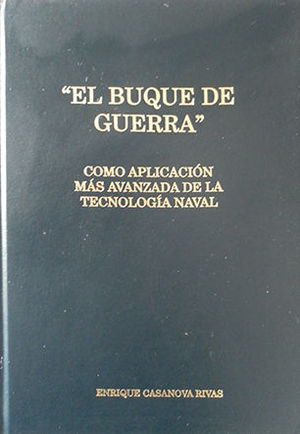 "EL BUQUE DE
GUERRA"
COMO APLICACIÓN
MÁS AVANZADA DE LA
TECNOLOGÍA NAVAL
ENRIQUE CASANOVA RIVAS